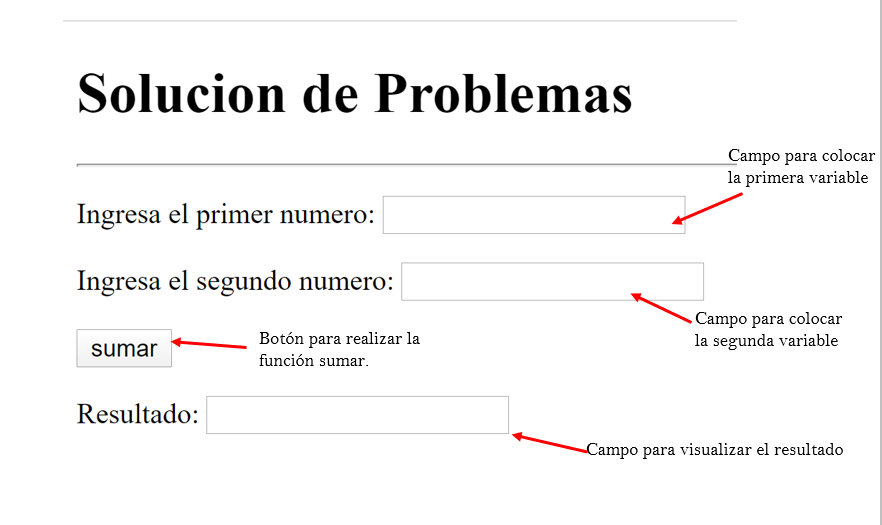 Solucion de Problemas
Campo para colocar
la primera variable
Ingresa el primer numero:
Ingresa el segundo numero:
Campo para colocar
la segunda variable
sumar
Botón para realizar la
función sumar.
Resultado:
Campo para visualizar el resultado